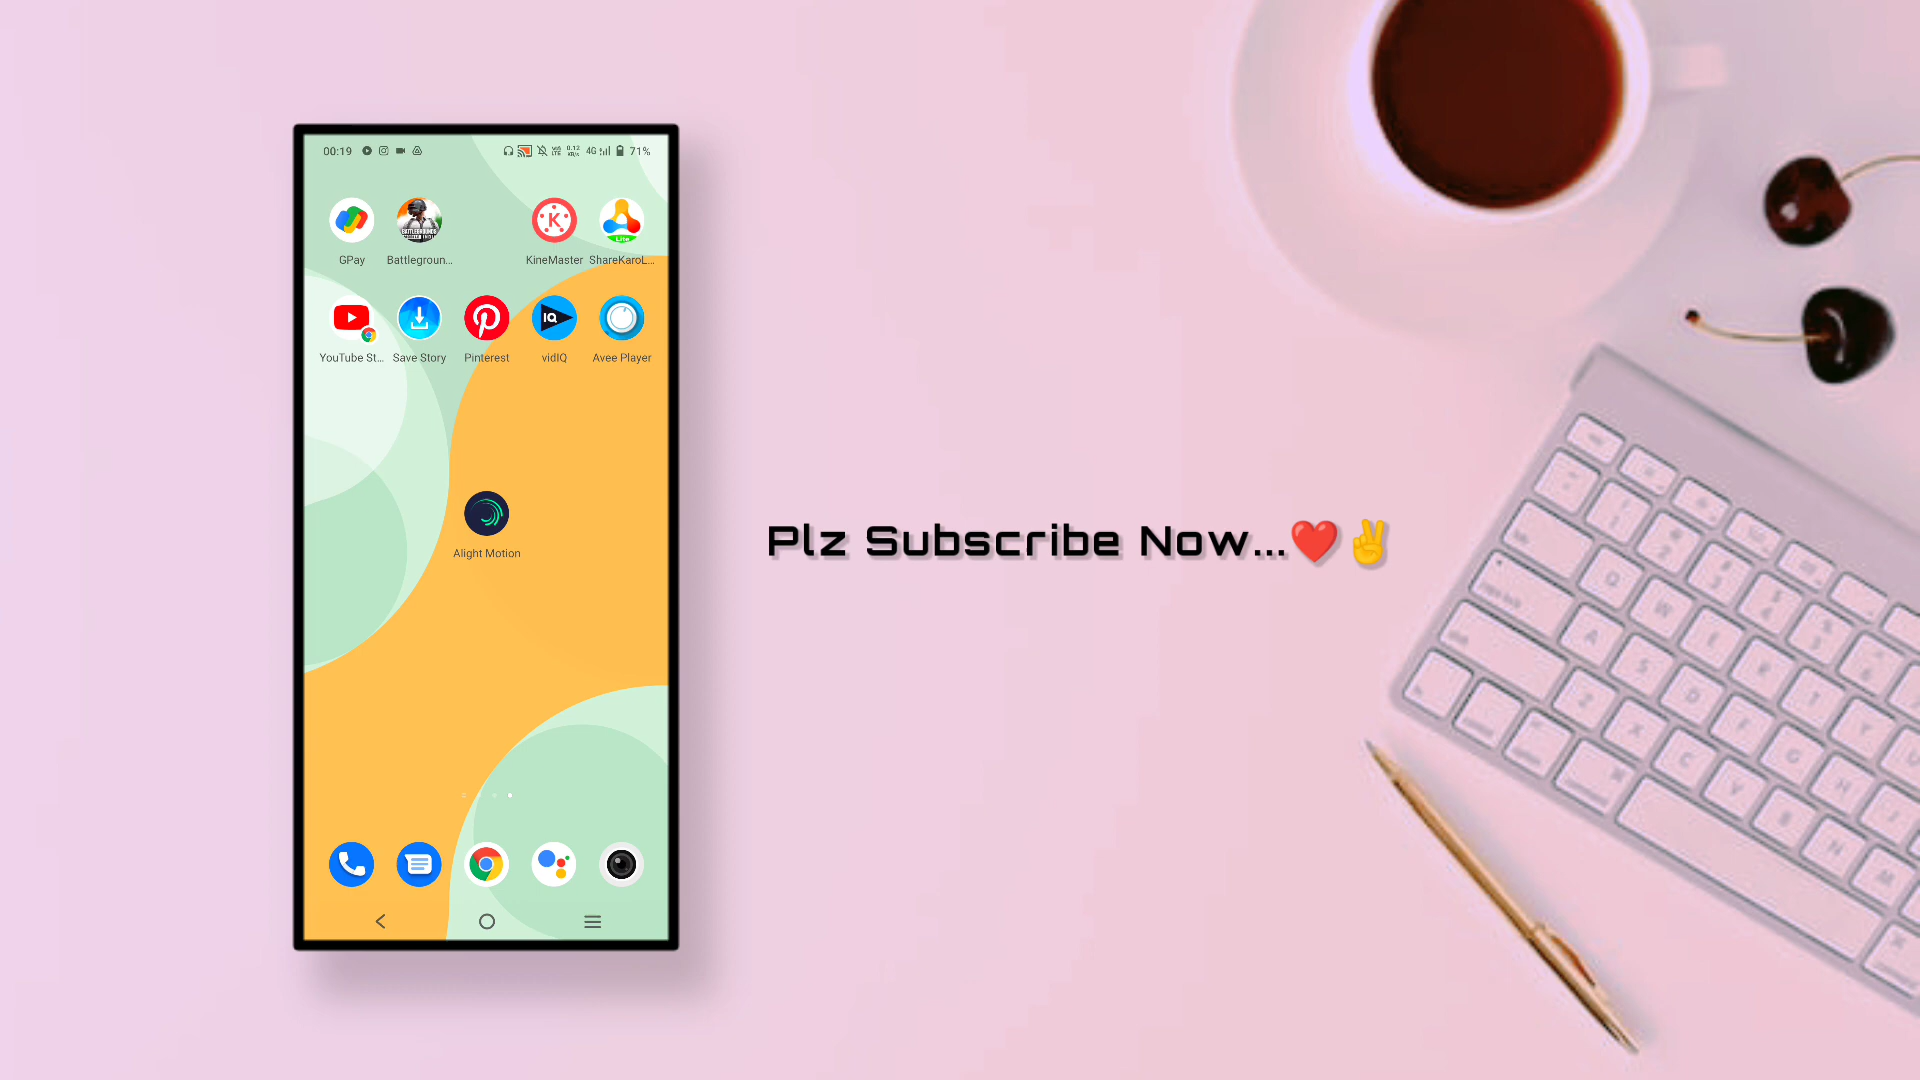 00:19 4G 71%
GPay Battlegroun... KineMaster ShareKaroL...
YouTube St... Save Story Pinterest vidIQ Avee Player
Alight Motion
Plz Subscribe Now...❤️✌️